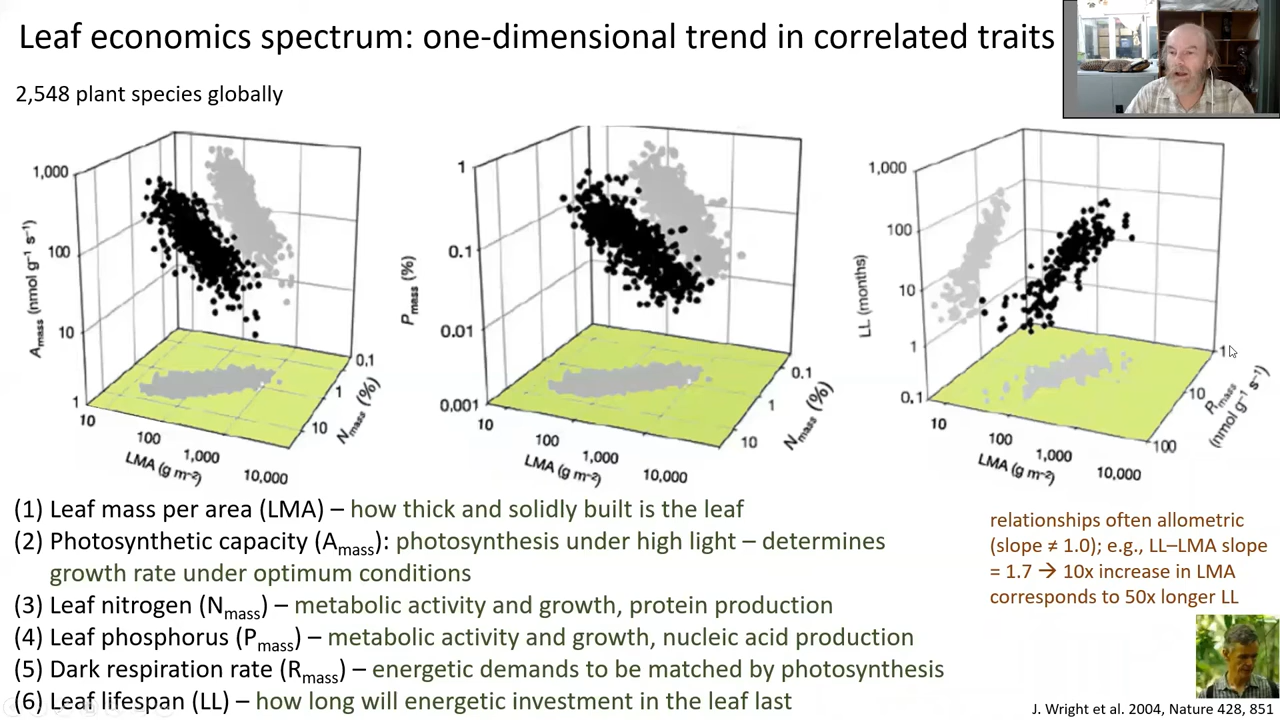 Leaf economics spectrum: one-dimensional trend in correlated traits
2,548 plant species globally
1,000
100
10
1
A_mass (nmol g⁻¹ s⁻¹)
10
100
1,000
10,000
LMA (g m⁻²)
0.1
1
10
N_mass (%)
1
0.1
0.01
0.001
P_mass (%)
10
100
1,000
10,000
LMA (g m⁻²)
0.1
1
10
N_mass (%)
1,000
100
10
1
0.1
LL (months)
10
100
1,000
10,000
LMA (g m⁻²)
1
10
100
R_mass
(nmol g⁻¹ s⁻¹)
(1) Leaf mass per area (LMA) – how thick and solidly built is the leaf
(2) Photosynthetic capacity (A_mass): photosynthesis under high light – determines
growth rate under optimum conditions
(3) Leaf nitrogen (N_mass) – metabolic activity and growth, protein production
(4) Leaf phosphorus (P_mass) – metabolic activity and growth, nucleic acid production
(5) Dark respiration rate (R_mass) – energetic demands to be matched by photosynthesis
(6) Leaf lifespan (LL) – how long will energetic investment in the leaf last
relationships often allometric
(slope ≠ 1.0); e.g., LL–LMA slope
= 1.7 → 10x increase in LMA
corresponds to 50x longer LL
J. Wright et al. 2004, Nature 428, 851